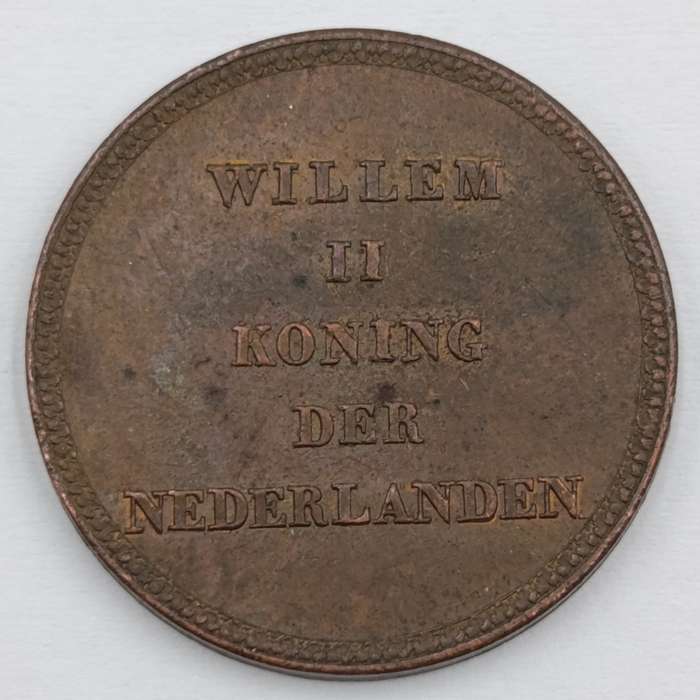 WILLEM
II
KONING
DER
NEDERLANDEN